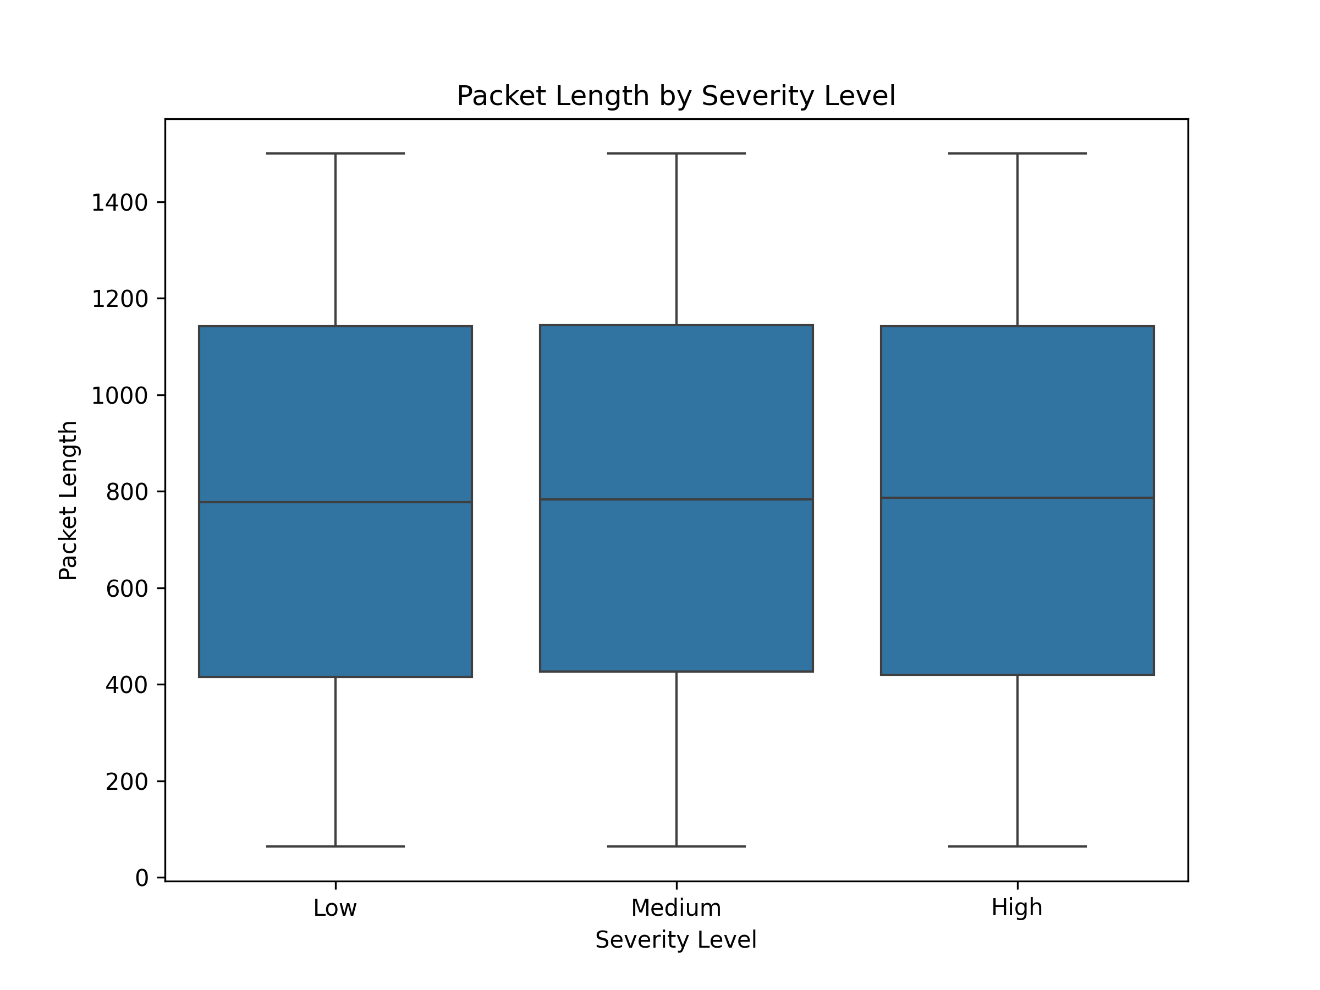 Packet Length by Severity Level
1400
1200
1000
800
600
400
200
0
Packet Length
Low
Medium
High
Severity Level